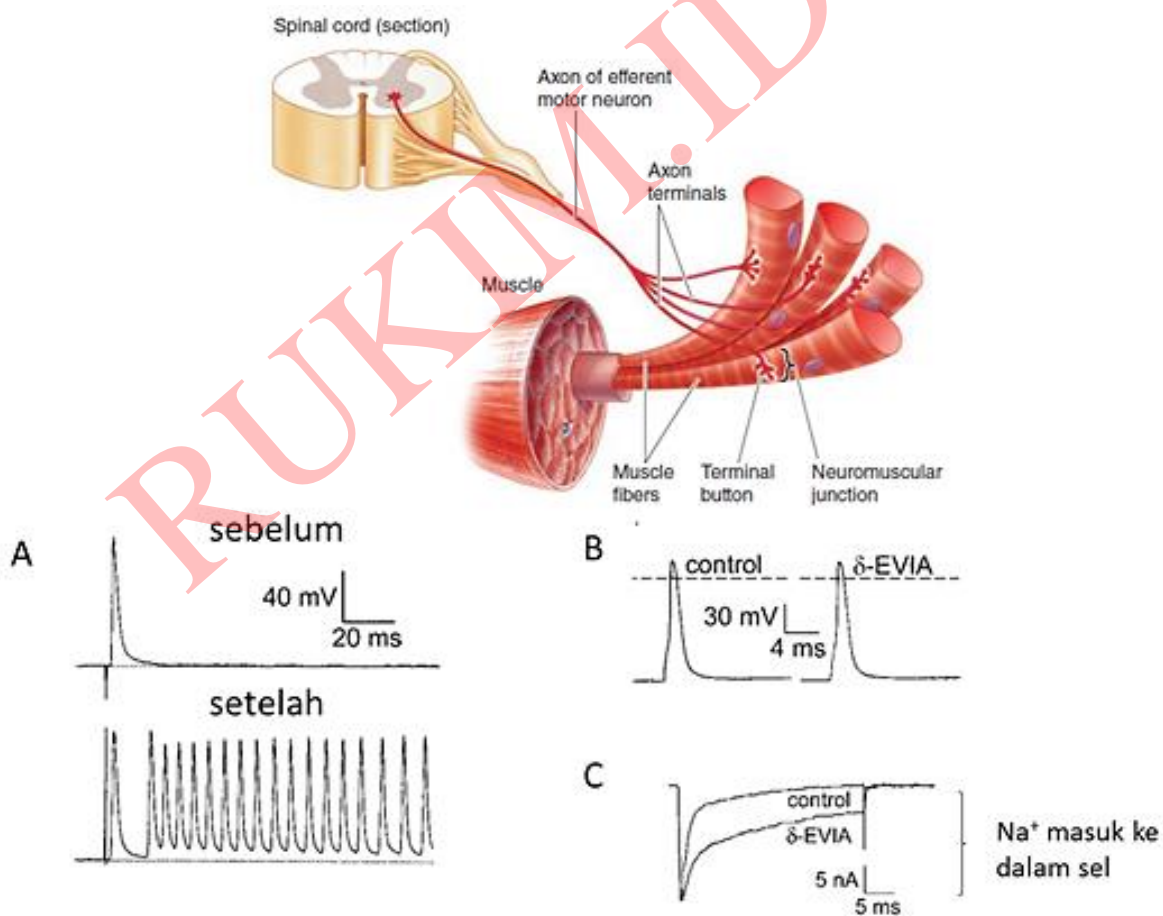 Spinal cord (section)
Axon of efferent
motor neuron
Axon
terminals
Muscle
Muscle
fibers
Terminal
button
Neuromuscular
junction
RUKIM.ID
A
sebelum
40 mV
20 ms
setelah
B
control
δ-EVIA
30 mV
4 ms
C
control
δ-EVIA
5 nA
5 ms
Na⁺ masuk ke
dalam sel